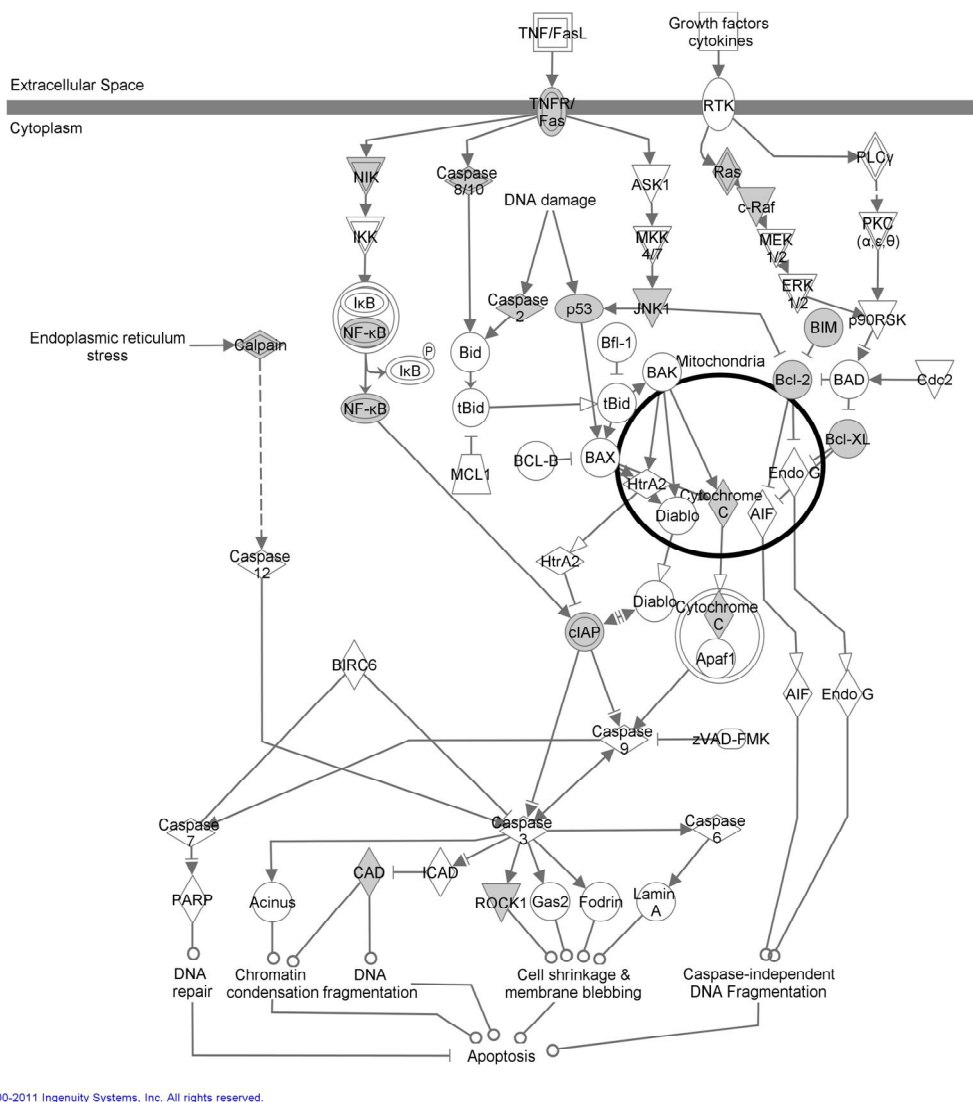 TNF/FasL
Growth factors
cytokines
Extracellular Space
Cytoplasm
TNFR/
Fas
RTK
NIK
Caspase
8/10
ASK1
Ras
PLCγ
DNA damage
c-Raf
IKK
MKK
4/7
MEK
1/2
PKC
(α,ε,θ)
ERK
1/2
IκB
NF-κB
Caspase
2
p53
JNK1
BIM
p90RSK
Endoplasmic reticulum
stress
Calpain
P
IκB
Bid
Bfl-1
Mitochondria
BAK
Bcl-2
BAD
Cdc2
NF-κB
tBid
tBid
Bcl-XL
MCL1
BCL-B
BAX
HtrA2
Endo G
Cytochrome
C
Diablo
AIF
Caspase
12
HtrA2
Diablo
Cytochrome
C
cIAP
Apaf1
BIRC6
AIF
Endo G
Caspase
9
zVAD-FMK
Caspase
7
Caspase
3
Caspase
6
CAD
ICAD
PARP
Acinus
ROCK1
Gas2
Fodrin
Lamin
A
DNA
repair
Chromatin
condensation
DNA
fragmentation
Cell shrinkage &
membrane blebbing
Caspase-independent
DNA Fragmentation
Apoptosis
00-2011 Ingenuity Systems, Inc. All rights reserved.